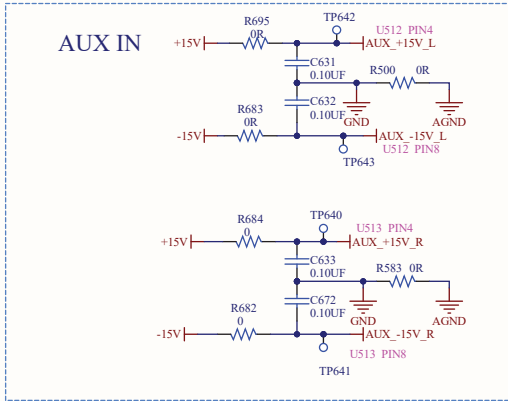 AUX IN
R695
0R
TP642
U512 PIN4
+15V
AUX_+15V_L
C631
0.10UF
R500 0R
C632
0.10UF
R683
0R
GND
AGND
-15V
AUX_-15V_L
U512 PIN8
TP643
R684
0
TP640
U513 PIN4
+15V
AUX_+15V_R
C633
0.10UF
R583 0R
C672
0.10UF
R682
0
GND
AGND
-15V
AUX_-15V_R
U513 PIN8
TP641